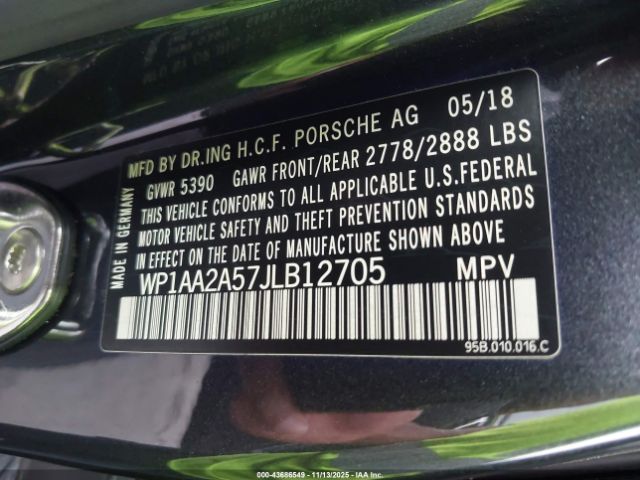 MFD BY DR.ING H.C.F. PORSCHE AG 05/18
GVWR 5390 GAWR FRONT/REAR 2778/2888 LBS
THIS VEHICLE CONFORMS TO ALL APPLICABLE U.S.FEDERAL
MOTOR VEHICLE SAFETY AND THEFT PREVENTION STANDARDS
IN EFFECT ON THE DATE OF MANUFACTURE SHOWN ABOVE.
WP1AA2A57JLB12705 MPV
95B.010.016.C
MADE IN GERMANY
000-43686549 - 11/13/2025 - IAAI.COM